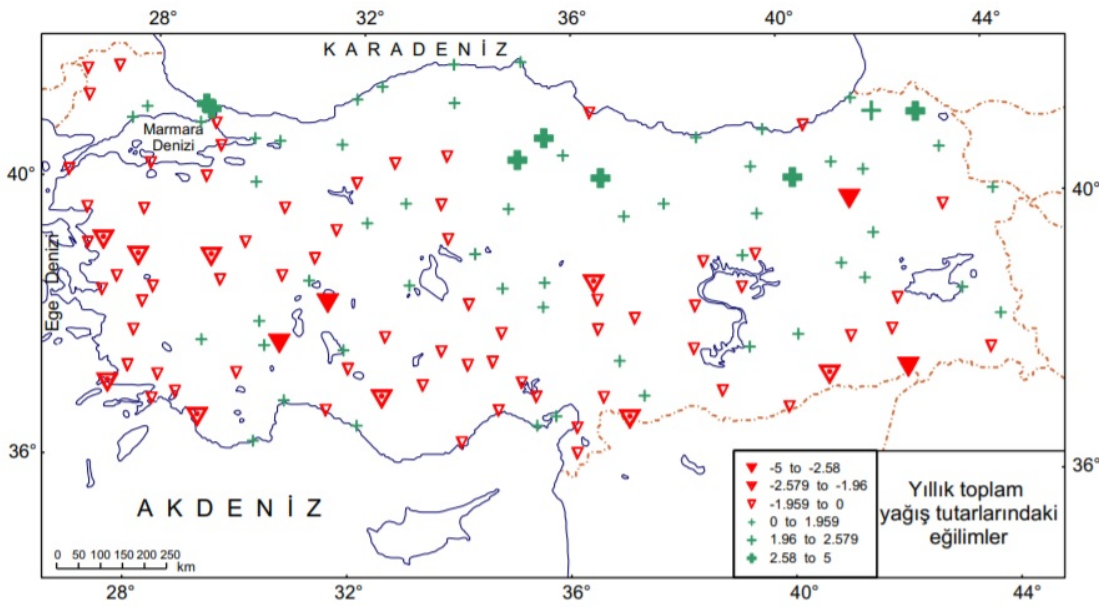 28° 32° 36° 40° 44°
KARADENİZ
Marmara
Denizi
40° 40°
Ege Denizi
36° 36°
AKDENİZ
0 50 100 150 200 250
km
-5 to -2.58
-2.579 to -1.96
-1.959 to 0
0 to 1.959
1.96 to 2.579
2.58 to 5
Yıllık toplam
yağış tutarlarındaki
eğilimler
28° 32° 36° 40° 44°